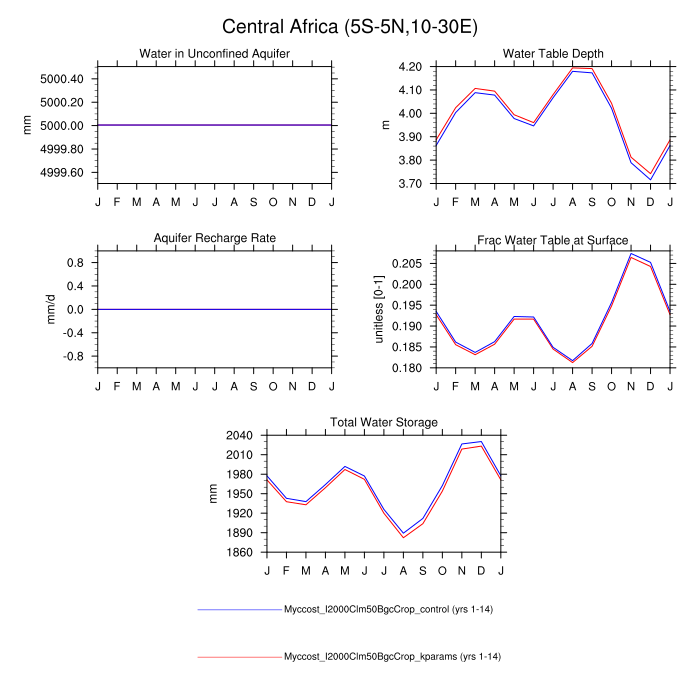 Central Africa (5S-5N,10-30E)
Water in Unconfined Aquifer
5000.40
5000.20
5000.00
4999.80
4999.60
mm
J F M A M J J A S O N D J
Water Table Depth
4.20
4.10
4.00
3.90
3.80
3.70
m
J F M A M J J A S O N D J
Aquifer Recharge Rate
0.8
0.4
0.0
-0.4
-0.8
mm/d
J F M A M J J A S O N D J
Frac Water Table at Surface
0.205
0.200
0.195
0.190
0.185
0.180
unitless [0-1]
J F M A M J J A S O N D J
Total Water Storage
2040
2010
1980
1950
1920
1890
1860
mm
J F M A M J J A S O N D J
Myccost_I2000Clm50BgcCrop_control (yrs 1-14)
Myccost_I2000Clm50BgcCrop_kparams (yrs 1-14)